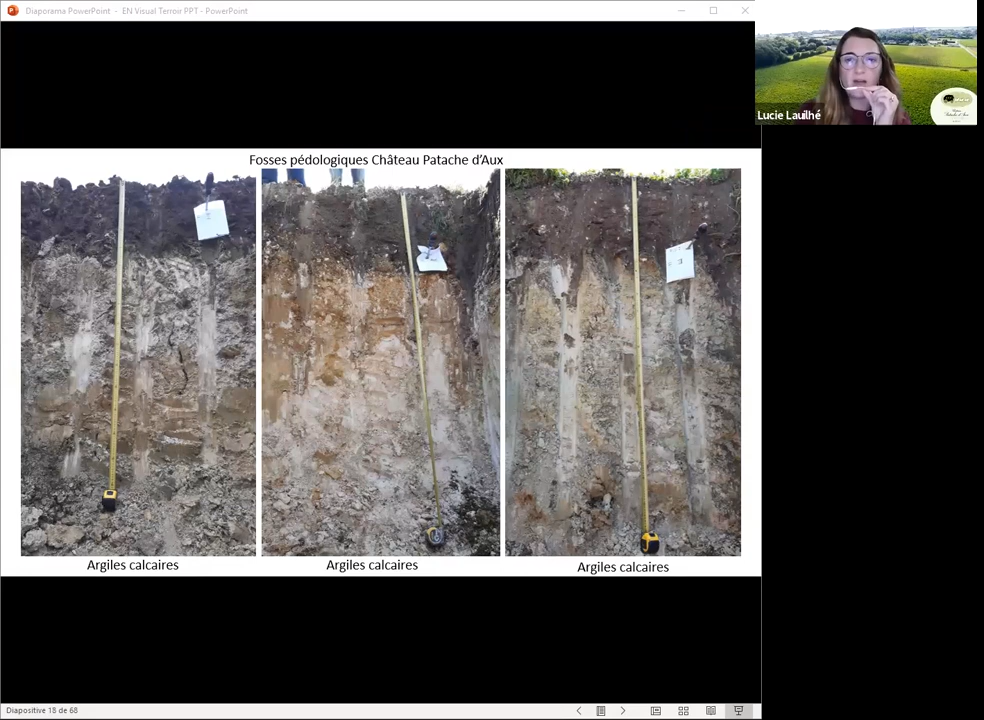 Diaporama PowerPoint - EN Visual Terroir PPT - PowerPoint
Lucie Lauilhé
Fosses pédologiques Château Patache d'Aux
Argiles calcaires
Argiles calcaires
Argiles calcaires
Diapositive 18 de 68